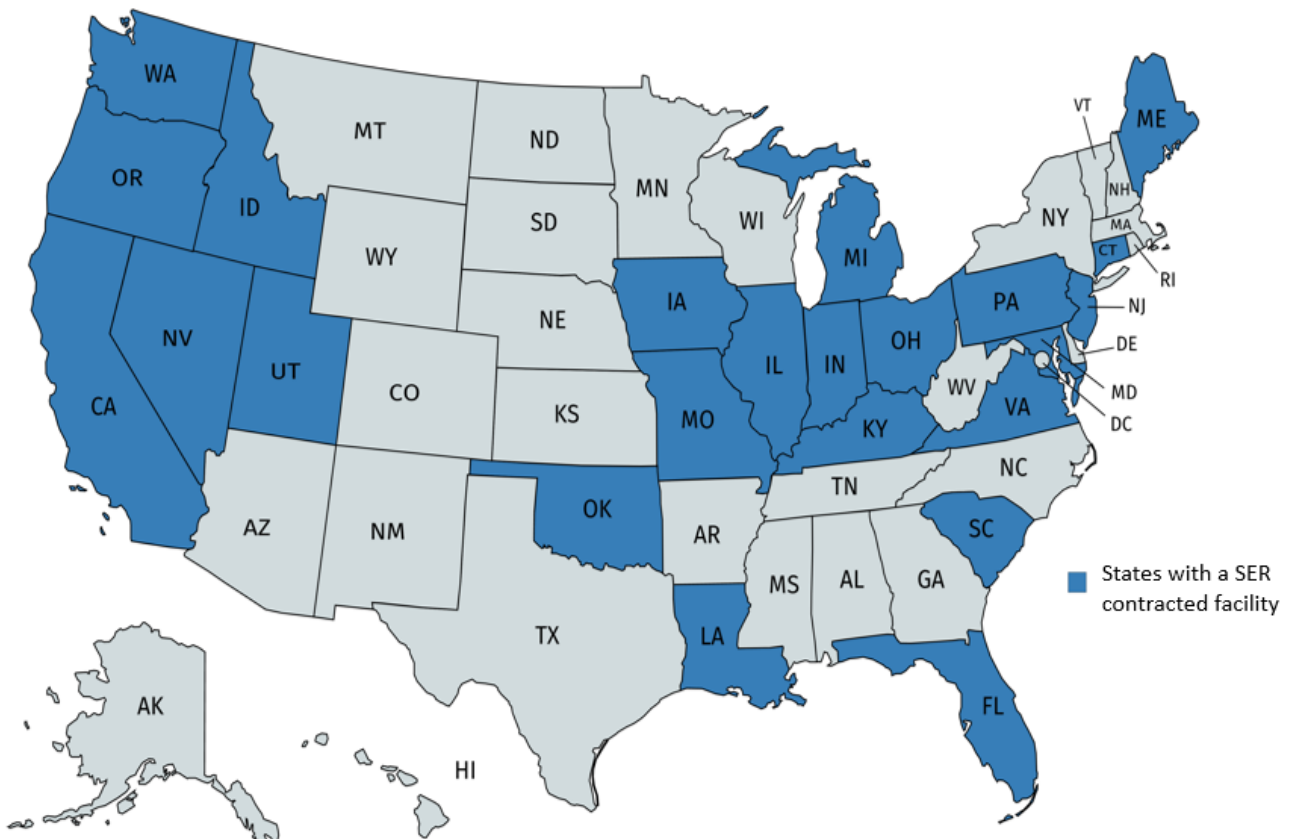 WA
MT
ND
MN
VT
ME
OR
ID
SD
WI
NH
NY
MA
WY
MI
CT
RI
IA
NE
PA
NJ
NV
OH
DE
UT
IL
IN
CO
WV
MD
CA
KS
MO
VA
KY
DC
NC
TN
OK
AZ
NM
AR
SC
MS
AL
GA
States with a SER
contracted facility
TX
LA
AK
FL
HI